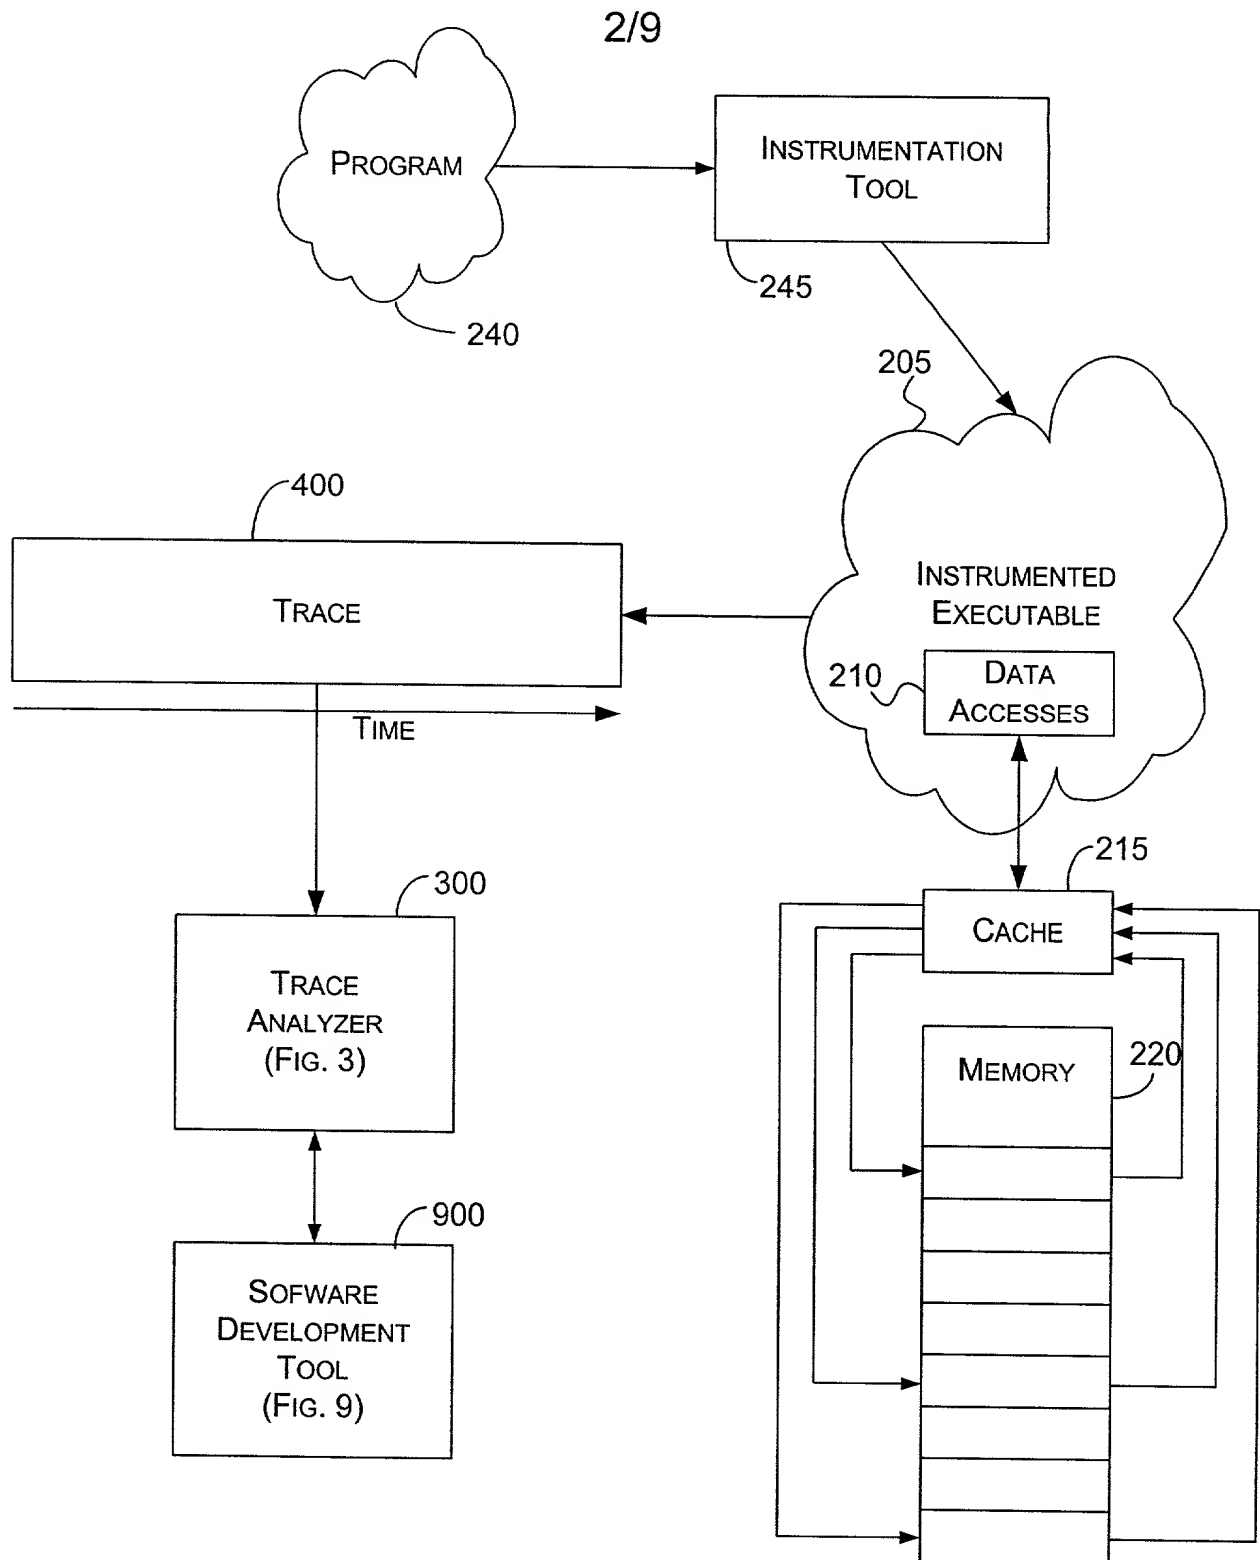 2/9
PROGRAM
INSTRUMENTATION
TOOL
245
240
205
400
TRACE
INSTRUMENTED
EXECUTABLE
210
DATA
ACCESSES
TIME
215
300
CACHE
TRACE
ANALYZER
(FIG. 3)
MEMORY
220
900
SOFWARE
DEVELOPMENT
TOOL
(FIG. 9)